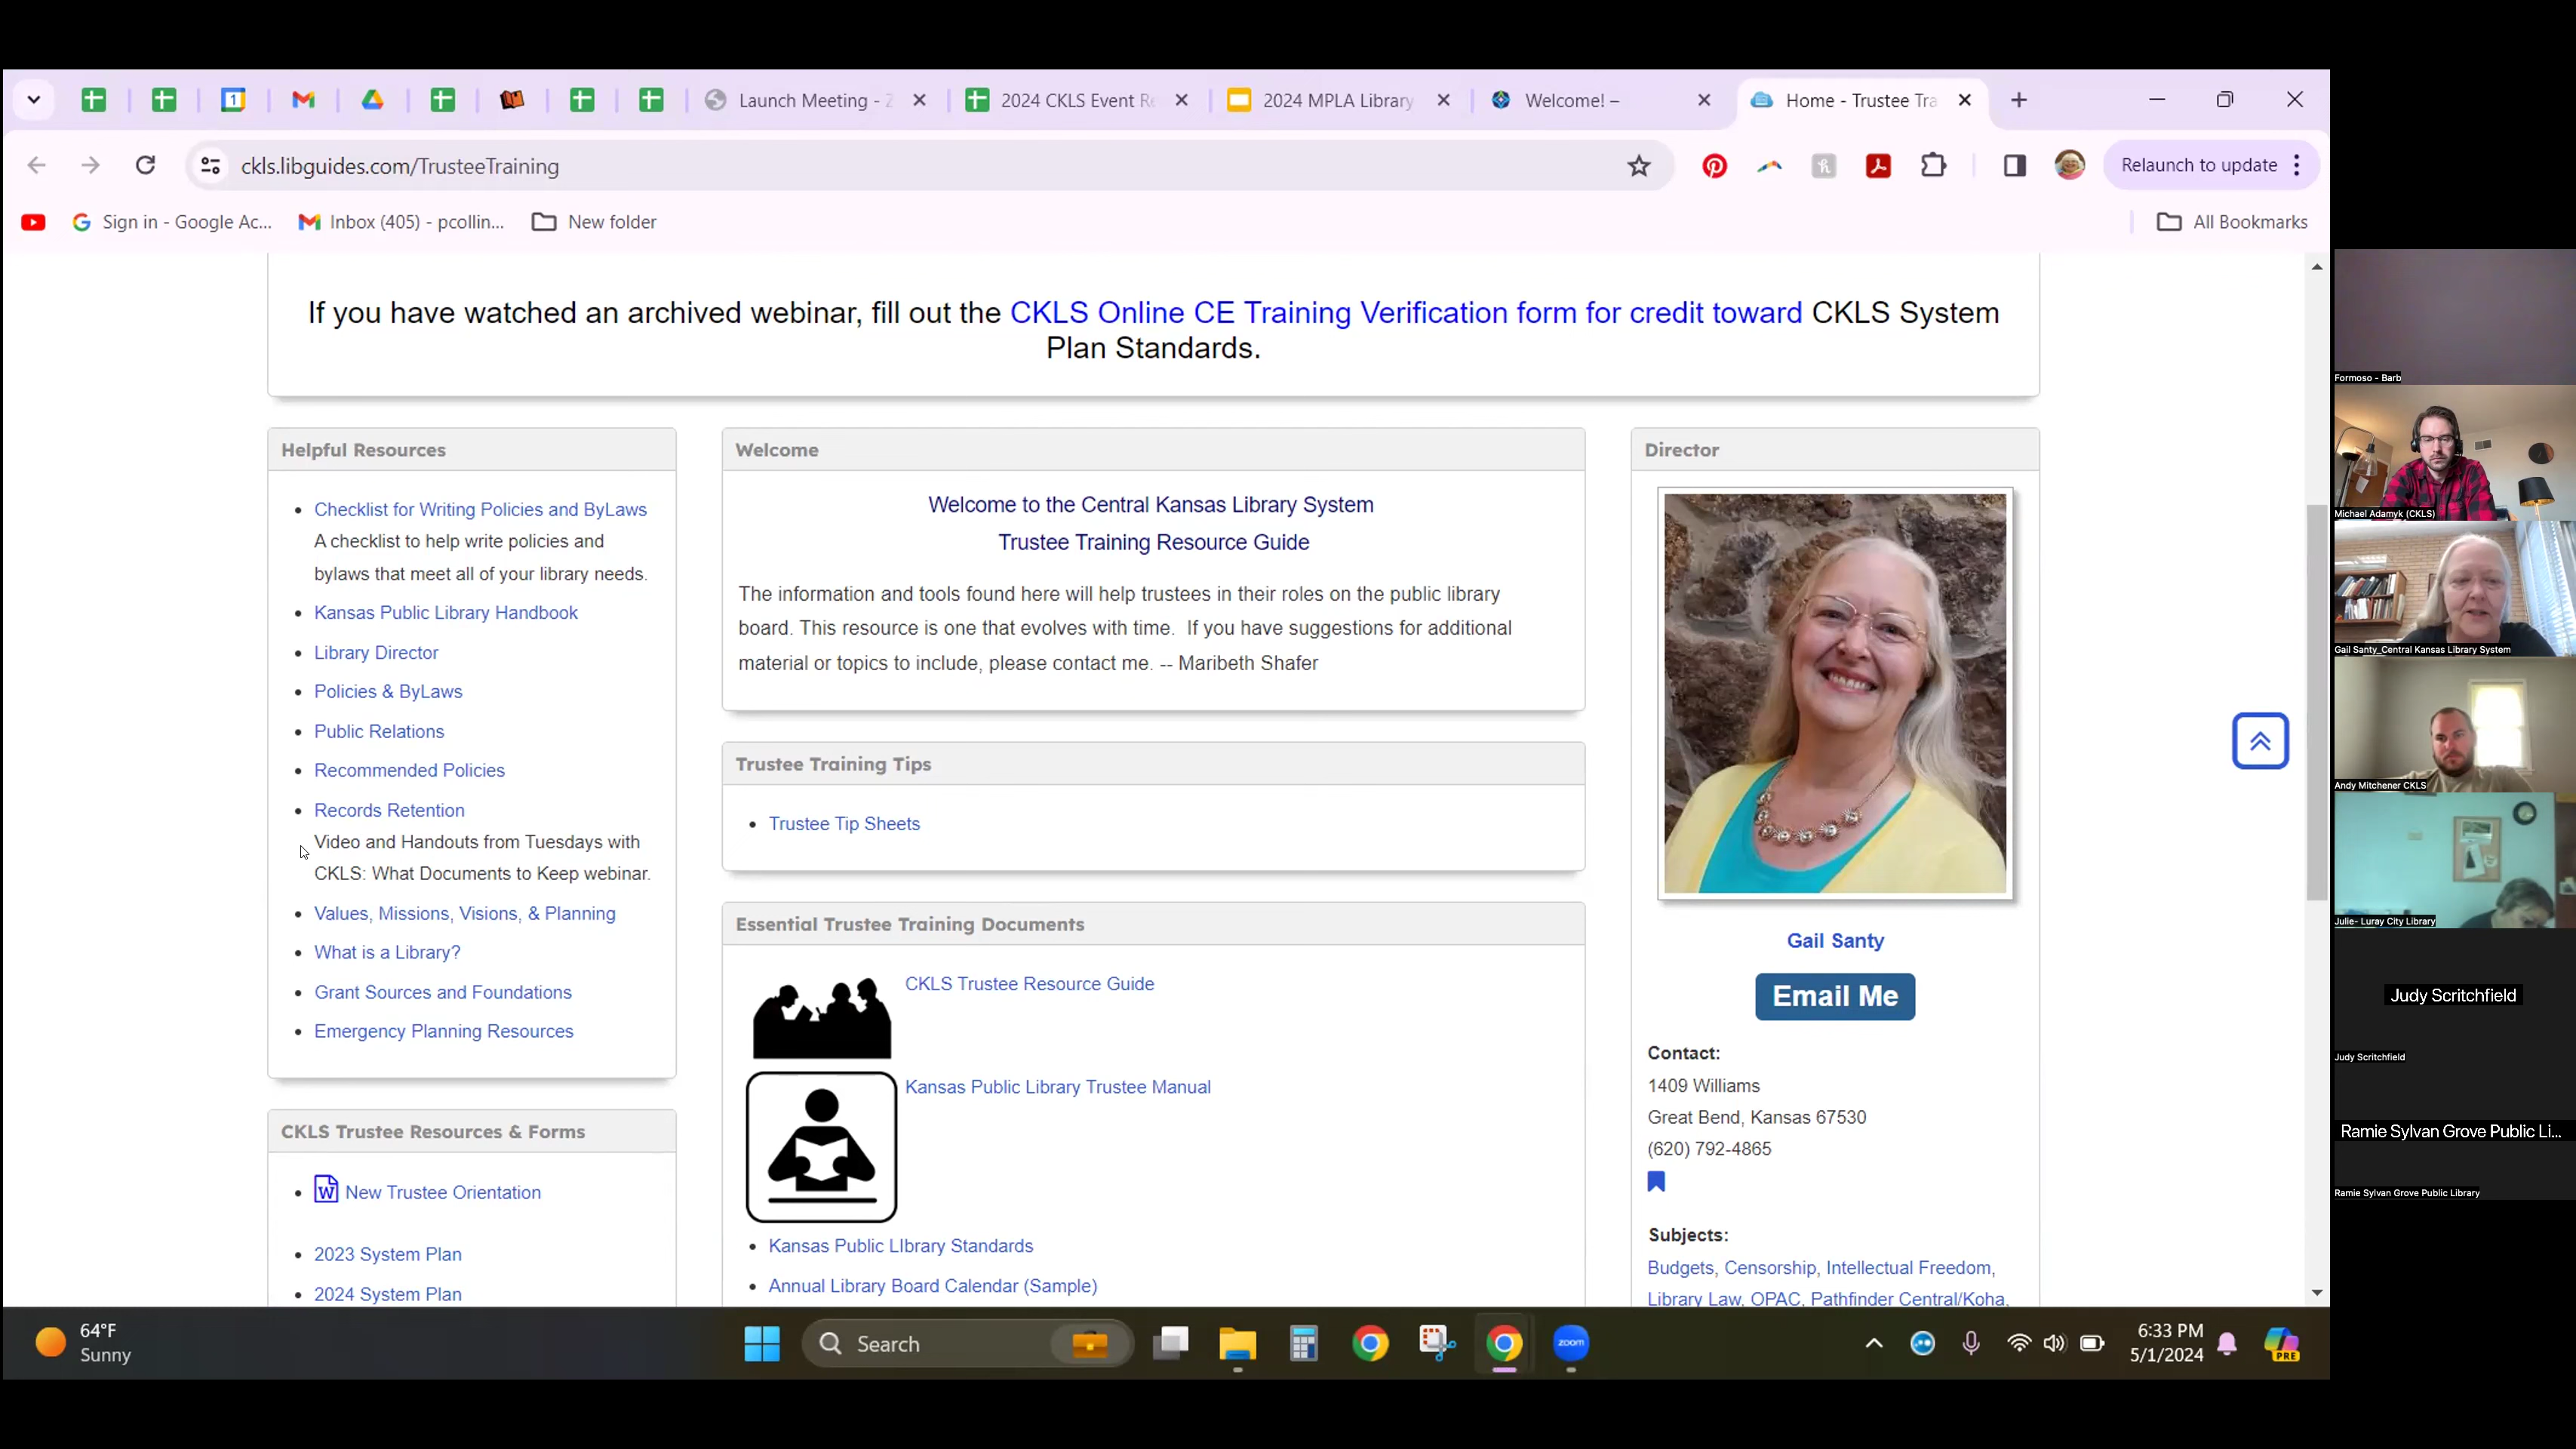 Launch Meeting - Z
2024 CKLS Event Re
2024 MPLA Library
Welcome! –
Home - Trustee Tra
ckls.libguides.com/TrusteeTraining
Relaunch to update
Sign in - Google Ac...
Inbox (405) - pcollin...
New folder
All Bookmarks
If you have watched an archived webinar, fill out the CKLS Online CE Training Verification form for credit toward CKLS System
Plan Standards.
Helpful Resources
Checklist for Writing Policies and ByLaws
A checklist to help write policies and
bylaws that meet all of your library needs.
Kansas Public Library Handbook
Library Director
Policies & ByLaws
Public Relations
Recommended Policies
Records Retention
Video and Handouts from Tuesdays with
CKLS: What Documents to Keep webinar.
Values, Missions, Visions, & Planning
What is a Library?
Grant Sources and Foundations
Emergency Planning Resources
CKLS Trustee Resources & Forms
New Trustee Orientation
2023 System Plan
2024 System Plan
Welcome
Welcome to the Central Kansas Library System
Trustee Training Resource Guide
The information and tools found here will help trustees in their roles on the public library
board. This resource is one that evolves with time. If you have suggestions for additional
material or topics to include, please contact me. -- Maribeth Shafer
Trustee Training Tips
Trustee Tip Sheets
Essential Trustee Training Documents
CKLS Trustee Resource Guide
Kansas Public Library Trustee Manual
Kansas Public LIbrary Standards
Annual Library Board Calendar (Sample)
Director
Gail Santy
Email Me
Contact:
1409 Williams
Great Bend, Kansas 67530
(620) 792-4865
Subjects:
Budgets, Censorship, Intellectual Freedom,
Library Law, OPAC, Pathfinder Central/Koha,
Formoso - Barb
Michael Adamyk (CKLS)
Gail Santy_Central Kansas Library System
Andy Mitchener CKLS
Julie- Luray City Library
Judy Scritchfield
Judy Scritchfield
Ramie Sylvan Grove Public Li...
Ramie Sylvan Grove Public Library
64°F
Sunny
Search
zoom
6:33 PM
5/1/2024
PRE